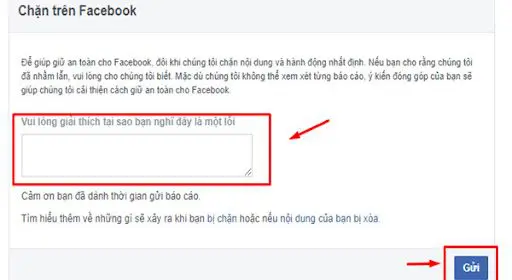 Chặn trên Facebook
Để giúp giữ an toàn cho Facebook, đôi khi chúng tôi chặn nội dung và hành động nhất định. Nếu bạn cho rằng chúng tôi
đã nhầm lẫn, vui lòng cho chúng tôi biết. Mặc dù chúng tôi không thể xem xét từng báo cáo, ý kiến đóng góp của bạn sẽ
giúp chúng tôi cải thiện cách giữ an toàn cho Facebook
Vui lòng giải thích tại sao bạn nghĩ đây là một lỗi
Cảm ơn bạn đã dành thời gian gửi báo cáo.
Tìm hiểu thêm về những gì sẽ xảy ra khi bạn bị chặn hoặc nếu nội dung của bạn bị xóa.
Gửi